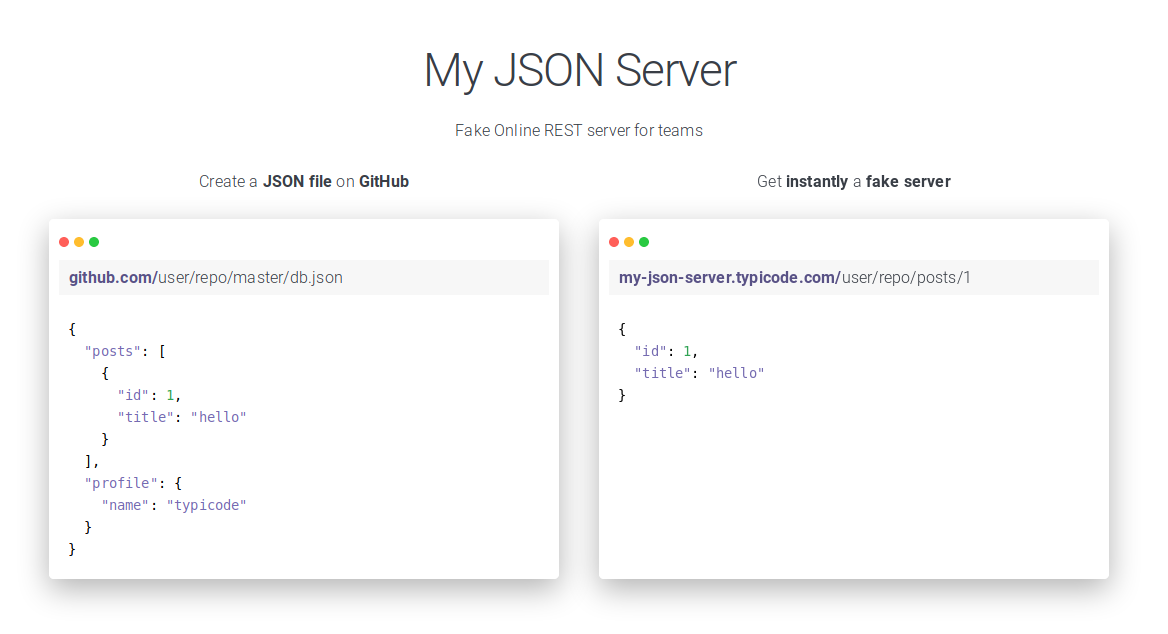 My JSON Server
Fake Online REST server for teams
Create a JSON file on GitHub
github.com/user/repo/master/db.json
{
  "posts": [
    {
      "id": 1,
      "title": "hello"
    }
  ],
  "profile": {
    "name": "typicode"
  }
}
Get instantly a fake server
my-json-server.typicode.com/user/repo/posts/1
{
  "id": 1,
  "title": "hello"
}